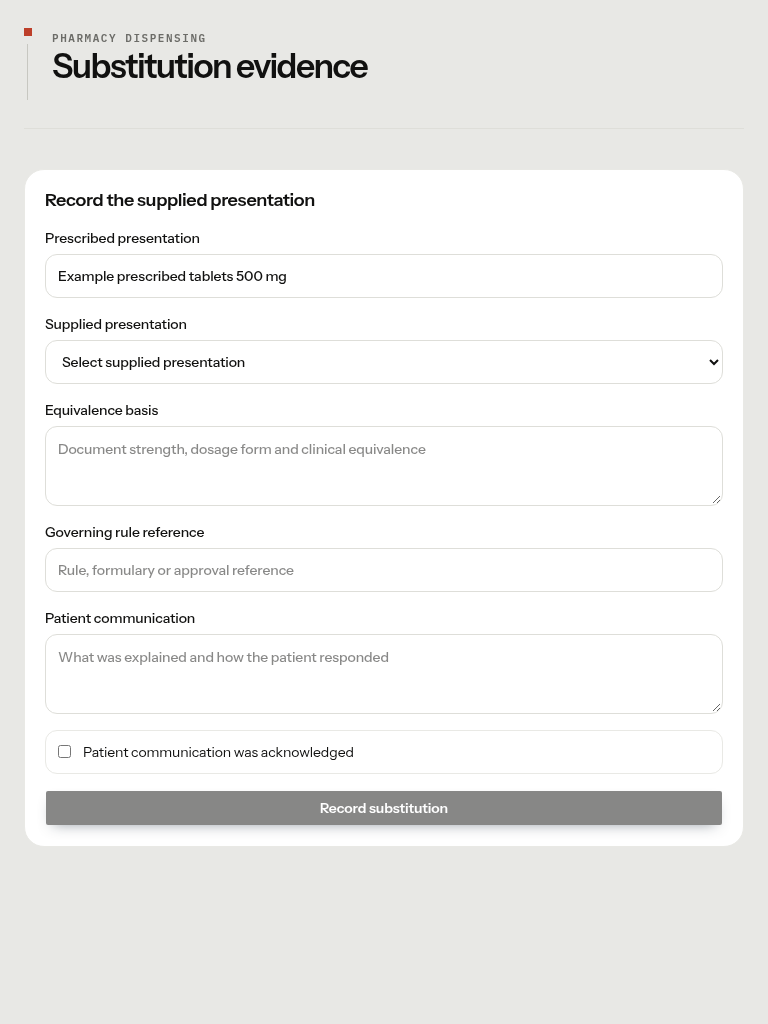 PHARMACY DISPENSING
Substitution evidence
Record the supplied presentation
Prescribed presentation
Example prescribed tablets 500 mg
Supplied presentation
Select supplied presentation
Equivalence basis
Document strength, dosage form and clinical equivalence
Governing rule reference
Rule, formulary or approval reference
Patient communication
What was explained and how the patient responded
Patient communication was acknowledged
Record substitution